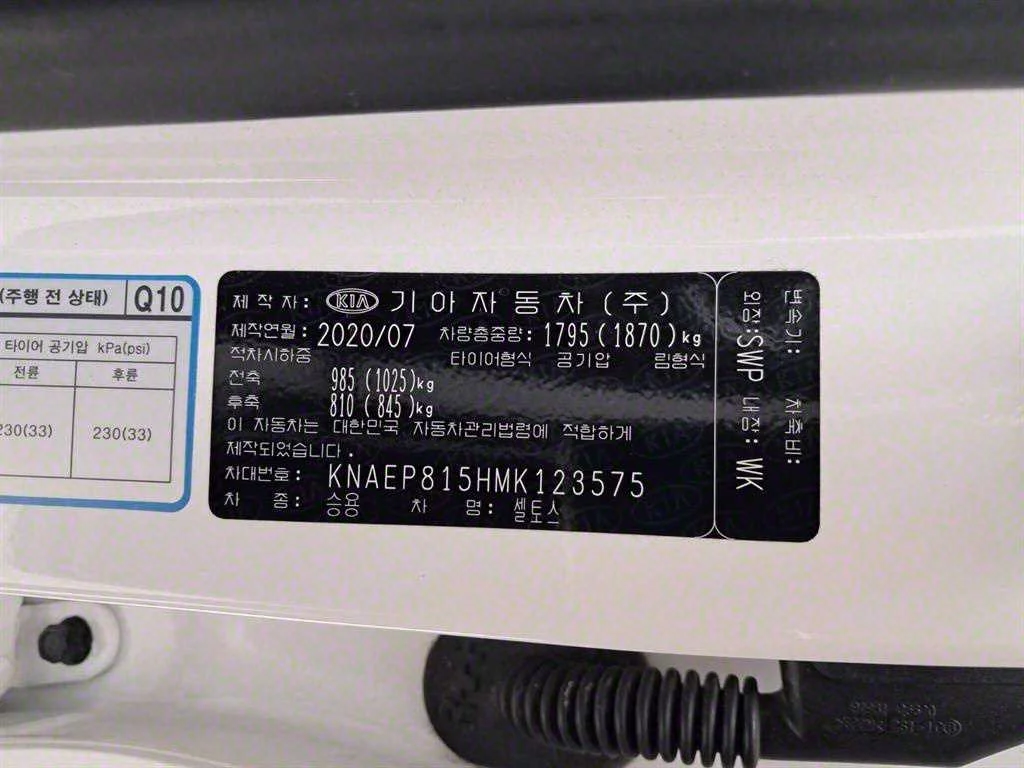 (주행 전 상태) Q10
타이어 공기압 kPa(psi)
전륜 후륜
230(33) 230(33)
제 작 자: KIA 기아자동차(주)
제작연월: 2020/07 차량총중량: 1795(1870)kg
적차시하중 타이어형식 공기압 림형식
전축 985(1025)kg
후축 810( 845)kg
이 자동차는 대한민국 자동차관리법령에 적합하게
제작되었습니다.
차대번호: KNAEP815HMK123575
차 종: 승용 차 명: 셀토스
변속기: 차축비:
외장:SWP 내장: WK